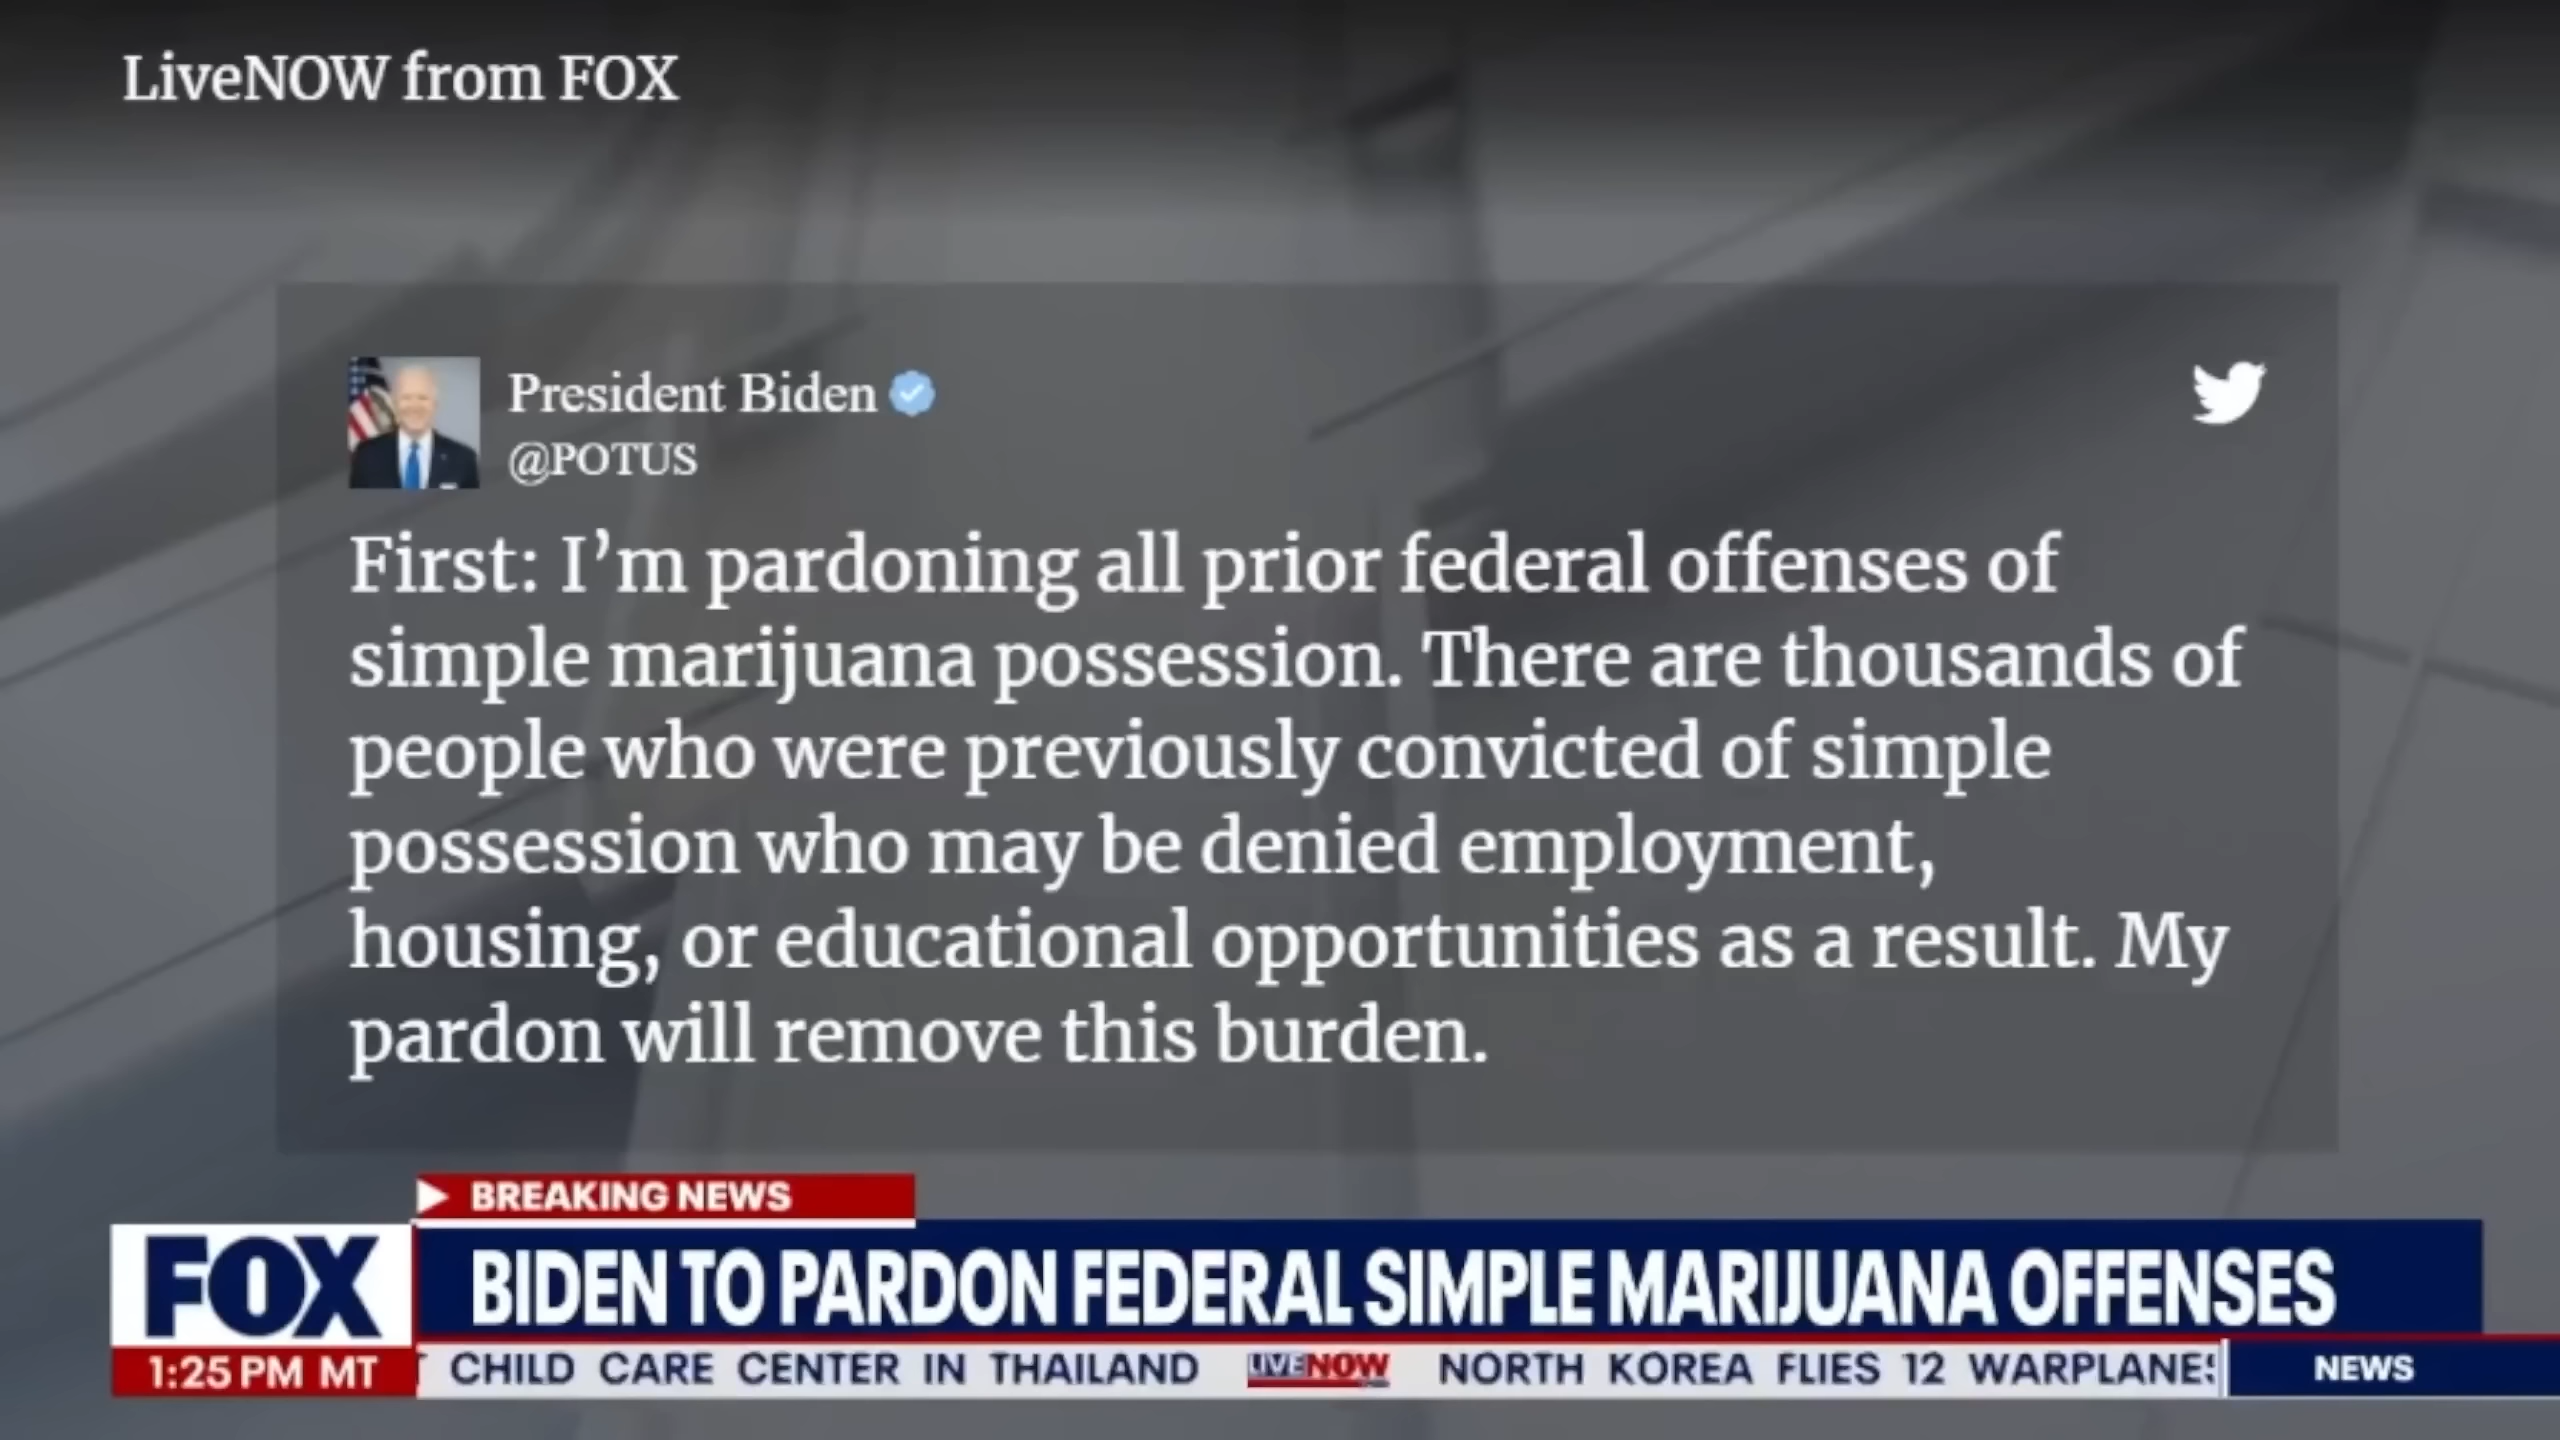 LiveNOW from FOX
President Biden
@POTUS
First: I’m pardoning all prior federal offenses of
simple marijuana possession. There are thousands of
people who were previously convicted of simple
possession who may be denied employment,
housing, or educational opportunities as a result. My
pardon will remove this burden.
BREAKING NEWS
FOX
BIDEN TO PARDON FEDERAL SIMPLE MARIJUANA OFFENSES
1:25 PM MT
CHILD CARE CENTER IN THAILAND LIVENOW NORTH KOREA FLIES 12 WARPLANES
NEWS